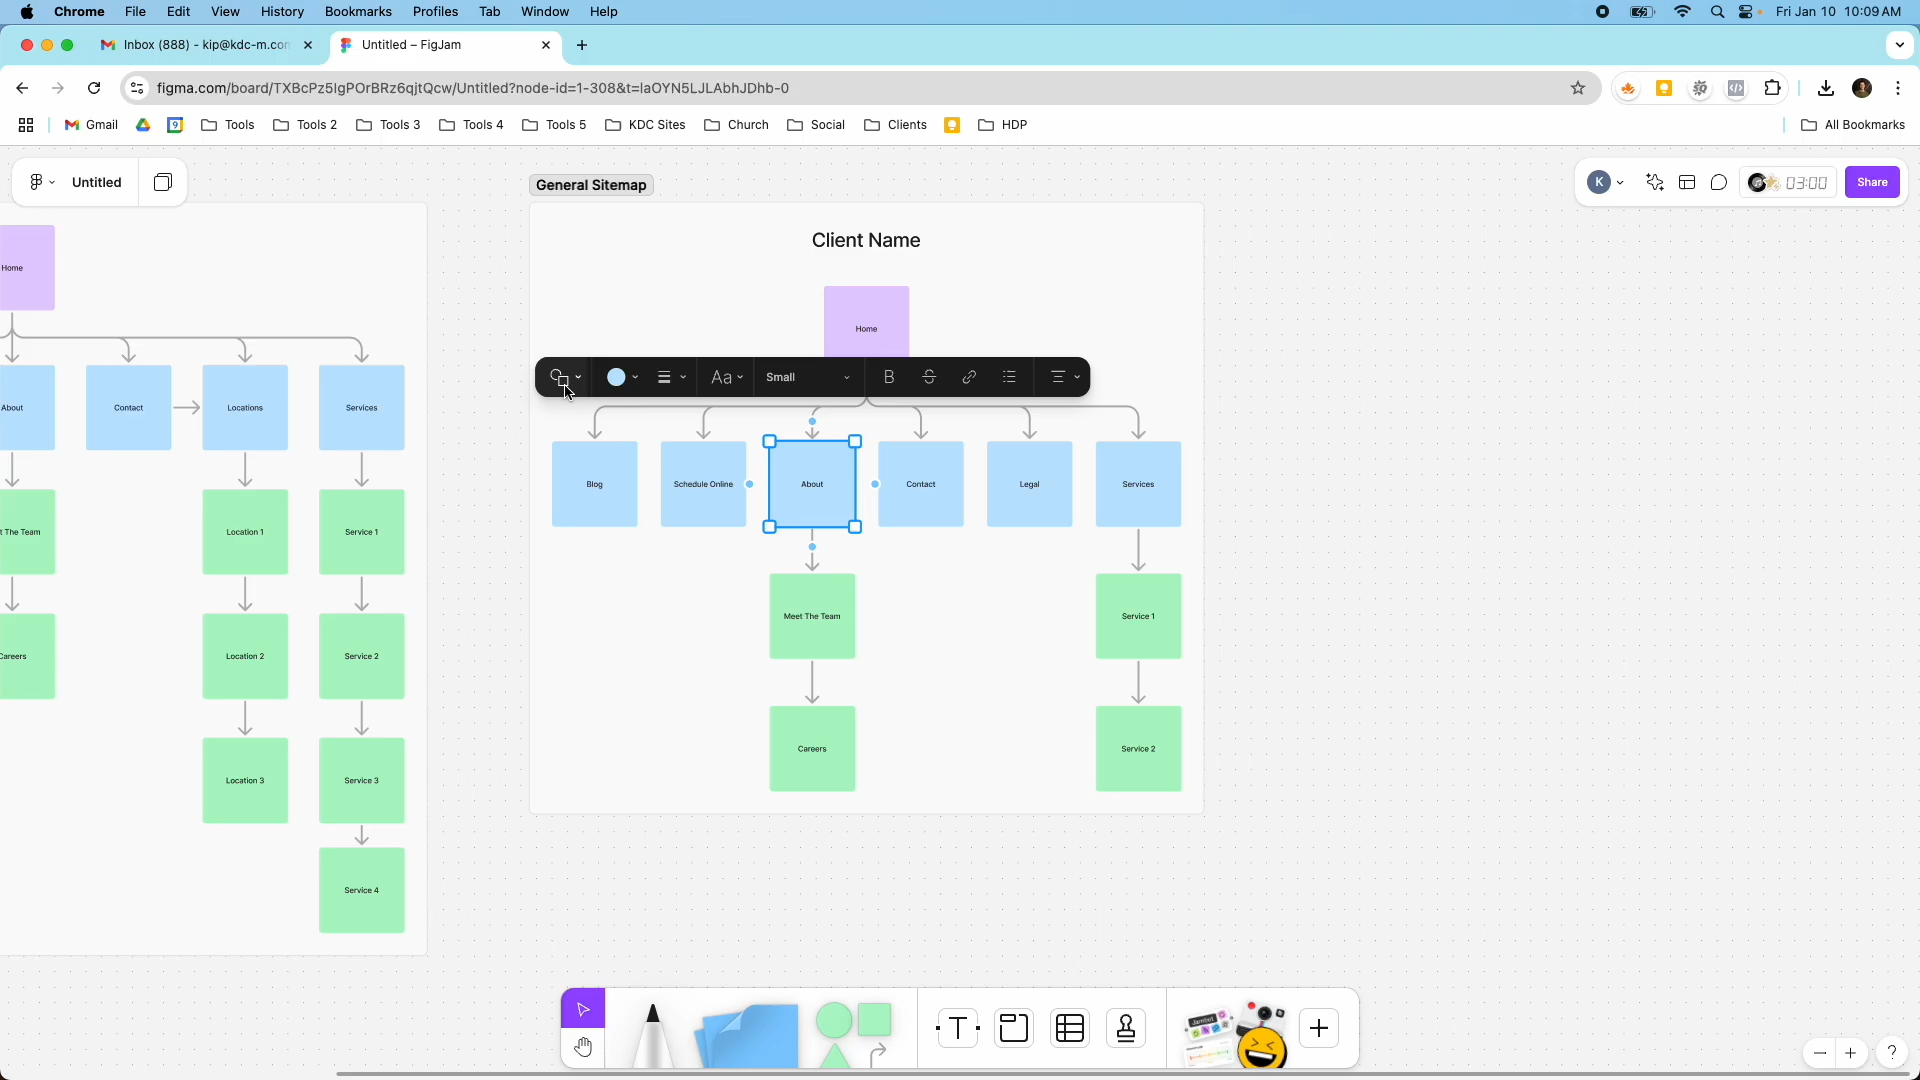 Chrome File Edit View History Bookmarks Profiles Tab Window Help Fri Jan 10 10:09 AM
Inbox (888) - kip@kdc-m.con Untitled – FigJam
figma.com/board/TXBcPz5IgPOrBRz6qjtQcw/Untitled?node-id=1-308&t=IaOYN5LJLAbhJDhb-0
Gmail 9 Tools Tools 2 Tools 3 Tools 4 Tools 5 KDC Sites Church Social Clients HDP All Bookmarks
Untitled
General Sitemap
K 03:00 Share
Home
About Contact Locations Services
t The Team Location 1 Service 1
Careers Location 2 Service 2
Location 3 Service 3
Service 4
Client Name
Home
Aa Small B S
Blog Schedule Online About Contact Legal Services
Meet The Team Service 1
Careers Service 2
T Jambot
?